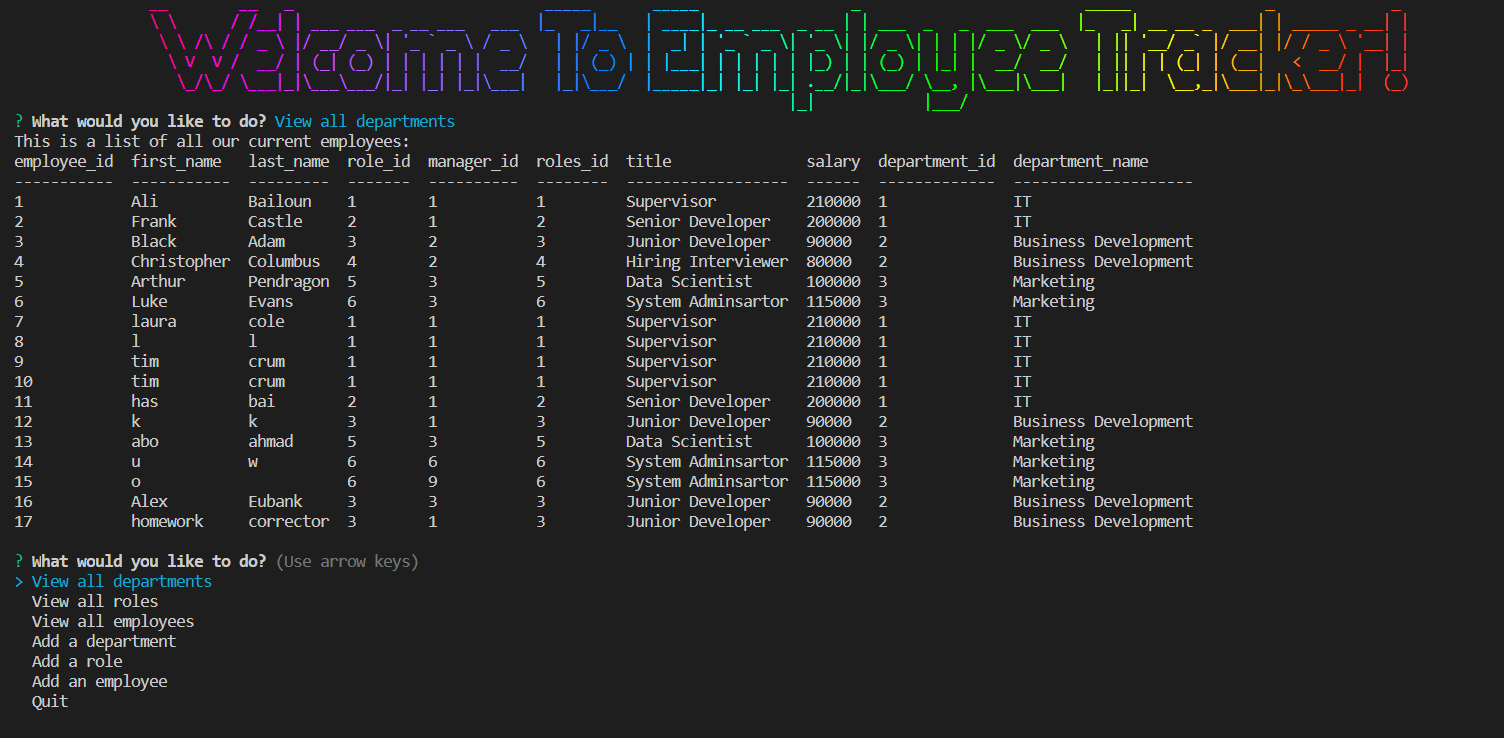 Welcome To Employee Tracker!
? What would you like to do? View all departments
This is a list of all our current employees:
employee_id  first_name   last_name  role_id  manager_id  roles_id  title               salary  department_id  department_name
-----------  -----------  ---------  -------  ----------  --------  ------------------  ------  -------------  --------------------
1            Ali          Bailoun    1        1           1         Supervisor          210000  1              IT
2            Frank        Castle     2        1           2         Senior Developer    200000  1              IT
3            Black        Adam       3        2           3         Junior Developer    90000   2              Business Development
4            Christopher  Columbus   4        2           4         Hiring Interviewer  80000   2              Business Development
5            Arthur       Pendragon  5        3           5         Data Scientist      100000  3              Marketing
6            Luke         Evans      6        3           6         System Adminsartor  115000  3              Marketing
7            laura        cole       1        1           1         Supervisor          210000  1              IT
8            l            l          1        1           1         Supervisor          210000  1              IT
9            tim          crum       1        1           1         Supervisor          210000  1              IT
10           tim          crum       1        1           1         Supervisor          210000  1              IT
11           has          bai        2        1           2         Senior Developer    200000  1              IT
12           k            k          3        1           3         Junior Developer    90000   2              Business Development
13           abo          ahmad      5        3           5         Data Scientist      100000  3              Marketing
14           u            w          6        6           6         System Adminsartor  115000  3              Marketing
15           o                       6        9           6         System Adminsartor  115000  3              Marketing
16           Alex         Eubank     3        3           3         Junior Developer    90000   2              Business Development
17           homework     corrector  3        1           3         Junior Developer    90000   2              Business Development
? What would you like to do? (Use arrow keys)
> View all departments
View all roles
View all employees
Add a department
Add a role
Add an employee
Quit